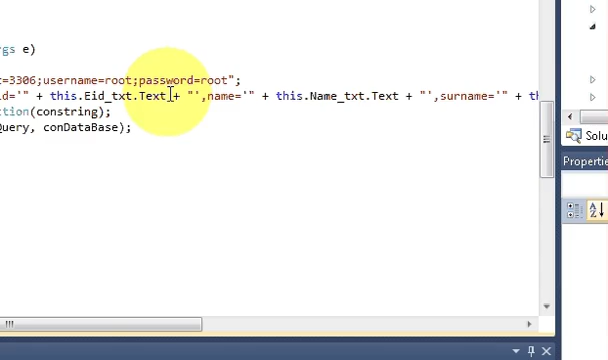 rgs e)
t=3306;username=root;password=root";
id='" + this.Eid_txt.Text + "',name='" + this.Name_txt.Text + "',surname='" + th
ction(constring);
Query, conDataBase);
Solu
Propertie